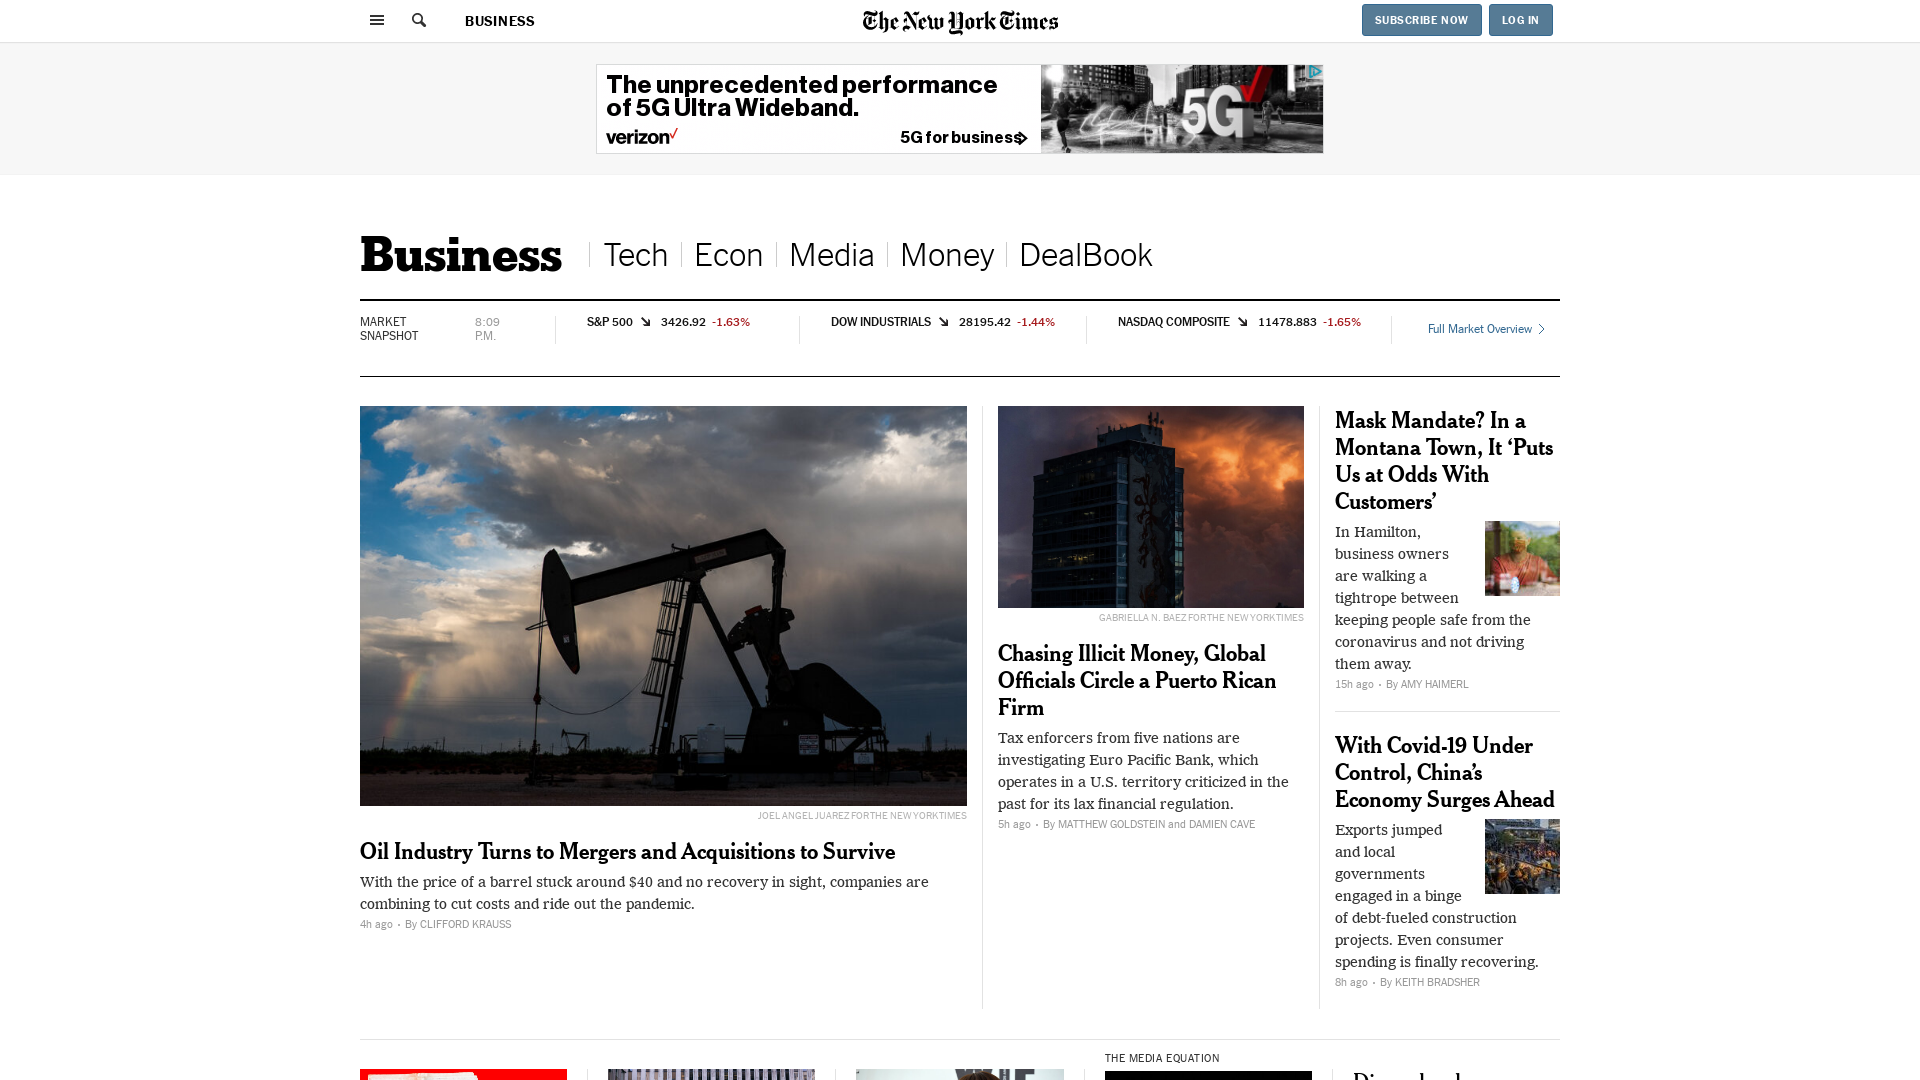 BUSINESS
The New York Times
SUBSCRIBE NOW
LOG IN
The unprecedented performance
of 5G Ultra Wideband.
verizon
5G for business
5G
Business
Tech
Econ
Media
Money
DealBook
MARKET
SNAPSHOT
8:09
P.M.
S&P 500 3426.92 -1.63%
DOW INDUSTRIALS 28195.42 -1.44%
NASDAQ COMPOSITE 11478.883 -1.65%
Full Market Overview
JOEL ANGEL JUAREZ FOR THE NEW YORK TIMES
Oil Industry Turns to Mergers and Acquisitions to Survive
With the price of a barrel stuck around $40 and no recovery in sight, companies are
combining to cut costs and ride out the pandemic.
4h ago • By CLIFFORD KRAUSS
GABRIELLA N. BAEZ FOR THE NEW YORK TIMES
Chasing Illicit Money, Global
Officials Circle a Puerto Rican
Firm
Tax enforcers from five nations are
investigating Euro Pacific Bank, which
operates in a U.S. territory criticized in the
past for its lax financial regulation.
5h ago • By MATTHEW GOLDSTEIN and DAMIEN CAVE
Mask Mandate? In a
Montana Town, It ‘Puts
Us at Odds With
Customers’
In Hamilton,
business owners
are walking a
tightrope between
keeping people safe from the
coronavirus and not driving
them away.
15h ago • By AMY HAIMERL
With Covid-19 Under
Control, China’s
Economy Surges Ahead
Exports jumped
and local
governments
engaged in a binge
of debt-fueled construction
projects. Even consumer
spending is finally recovering.
8h ago • By KEITH BRADSHER
THE MEDIA EQUATION